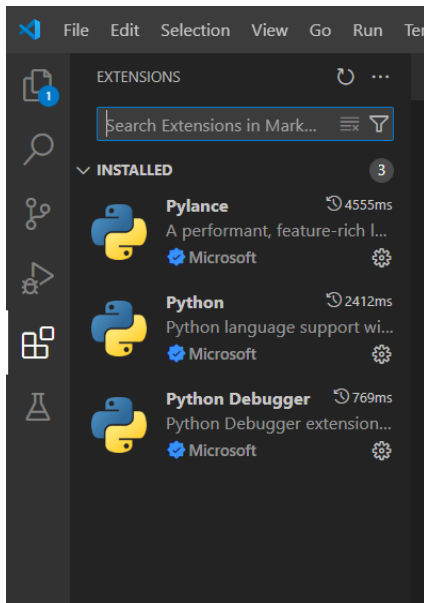 File Edit Selection View Go Run Ter
EXTENSIONS
1
Search Extensions in Mark...
INSTALLED 3
Pylance 4555ms
A performant, feature-rich l...
Microsoft
Python 2412ms
Python language support wi...
Microsoft
Python Debugger 769ms
Python Debugger extension...
Microsoft